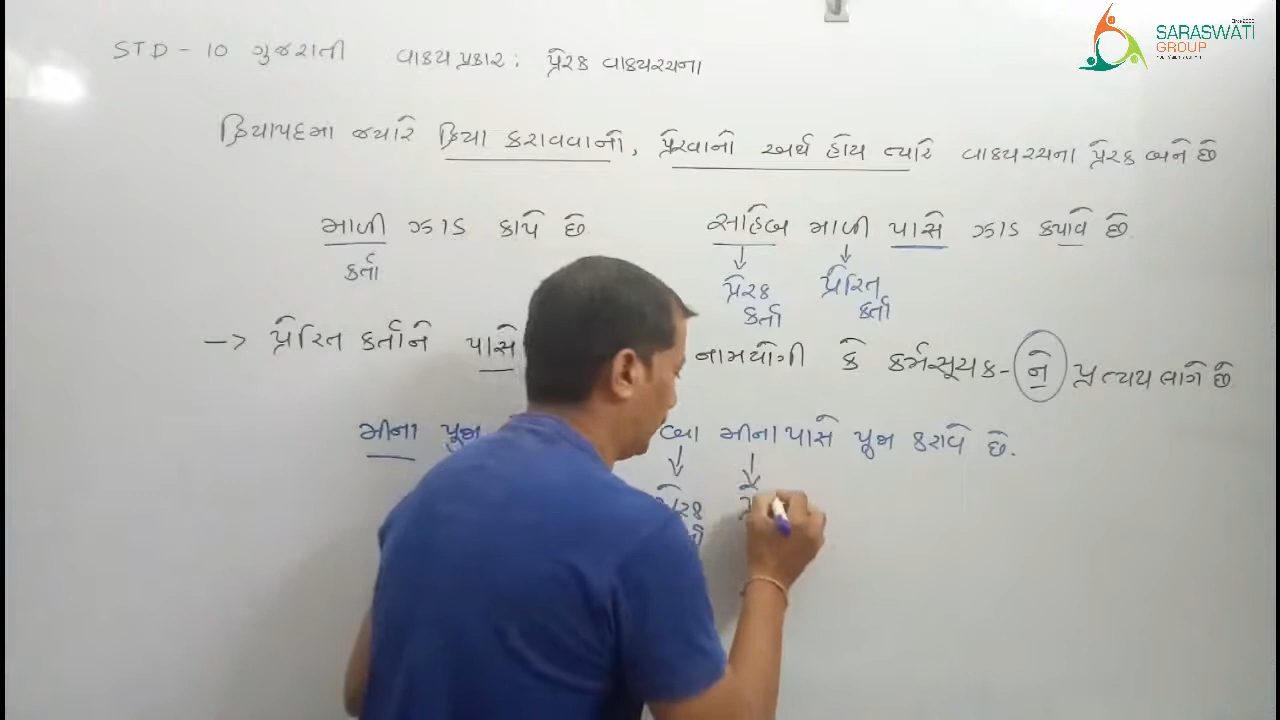 STD - 10 ગુજરાતી વાક્ય પ્રકાર : પ્રેરક વાક્યરચના
SARASWATI
GROUP
ક્રિયાપદમાં જ્યારે ક્રિયા કરાવવાનો, પ્રેરવાનો અર્થ હોય ત્યારે વાક્યરચના પ્રેરક બને છે
માળી ઝાડ કાપે છે
સાહેબ માળી પાસે ઝાડ કપાવે છે.
કર્તા
પ્રેરક કર્તા
પ્રેરિત કર્તા
-> પ્રેરિત કર્તાને પાસે નામયોગી કે કર્મસૂચક - ને પ્રત્યય લાગે છે
મીના પૂજા
મીના પાસે પૂજા કરાવે છે.